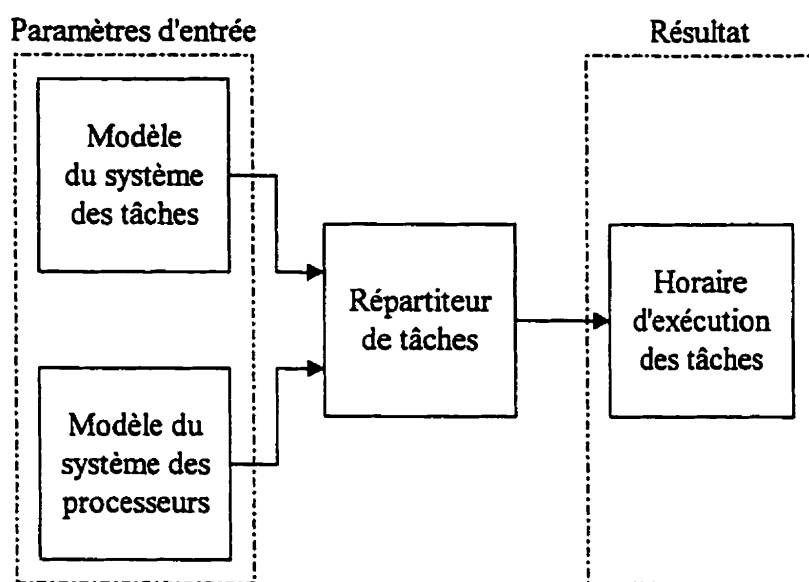 Paramètres d'entrée
Résultat
Modèle
du système
des tâches
Répartiteur
de tâches
Horaire
d'exécution
des tâches
Modèle du
système des
processeurs